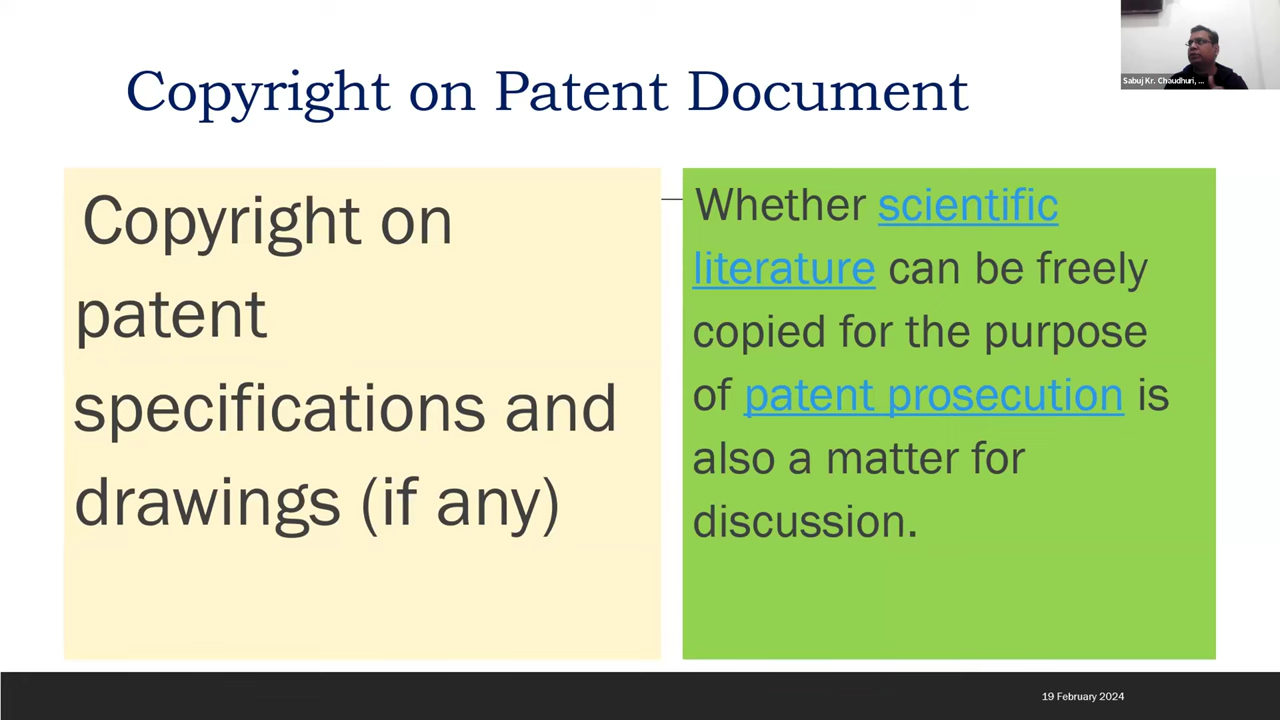 Copyright on Patent Document
Sabuj Kr. Chaudhuri, ...
Copyright on
patent
specifications and
drawings (if any)
Whether scientific
literature can be freely
copied for the purpose
of patent prosecution is
also a matter for
discussion.
19 February 2024